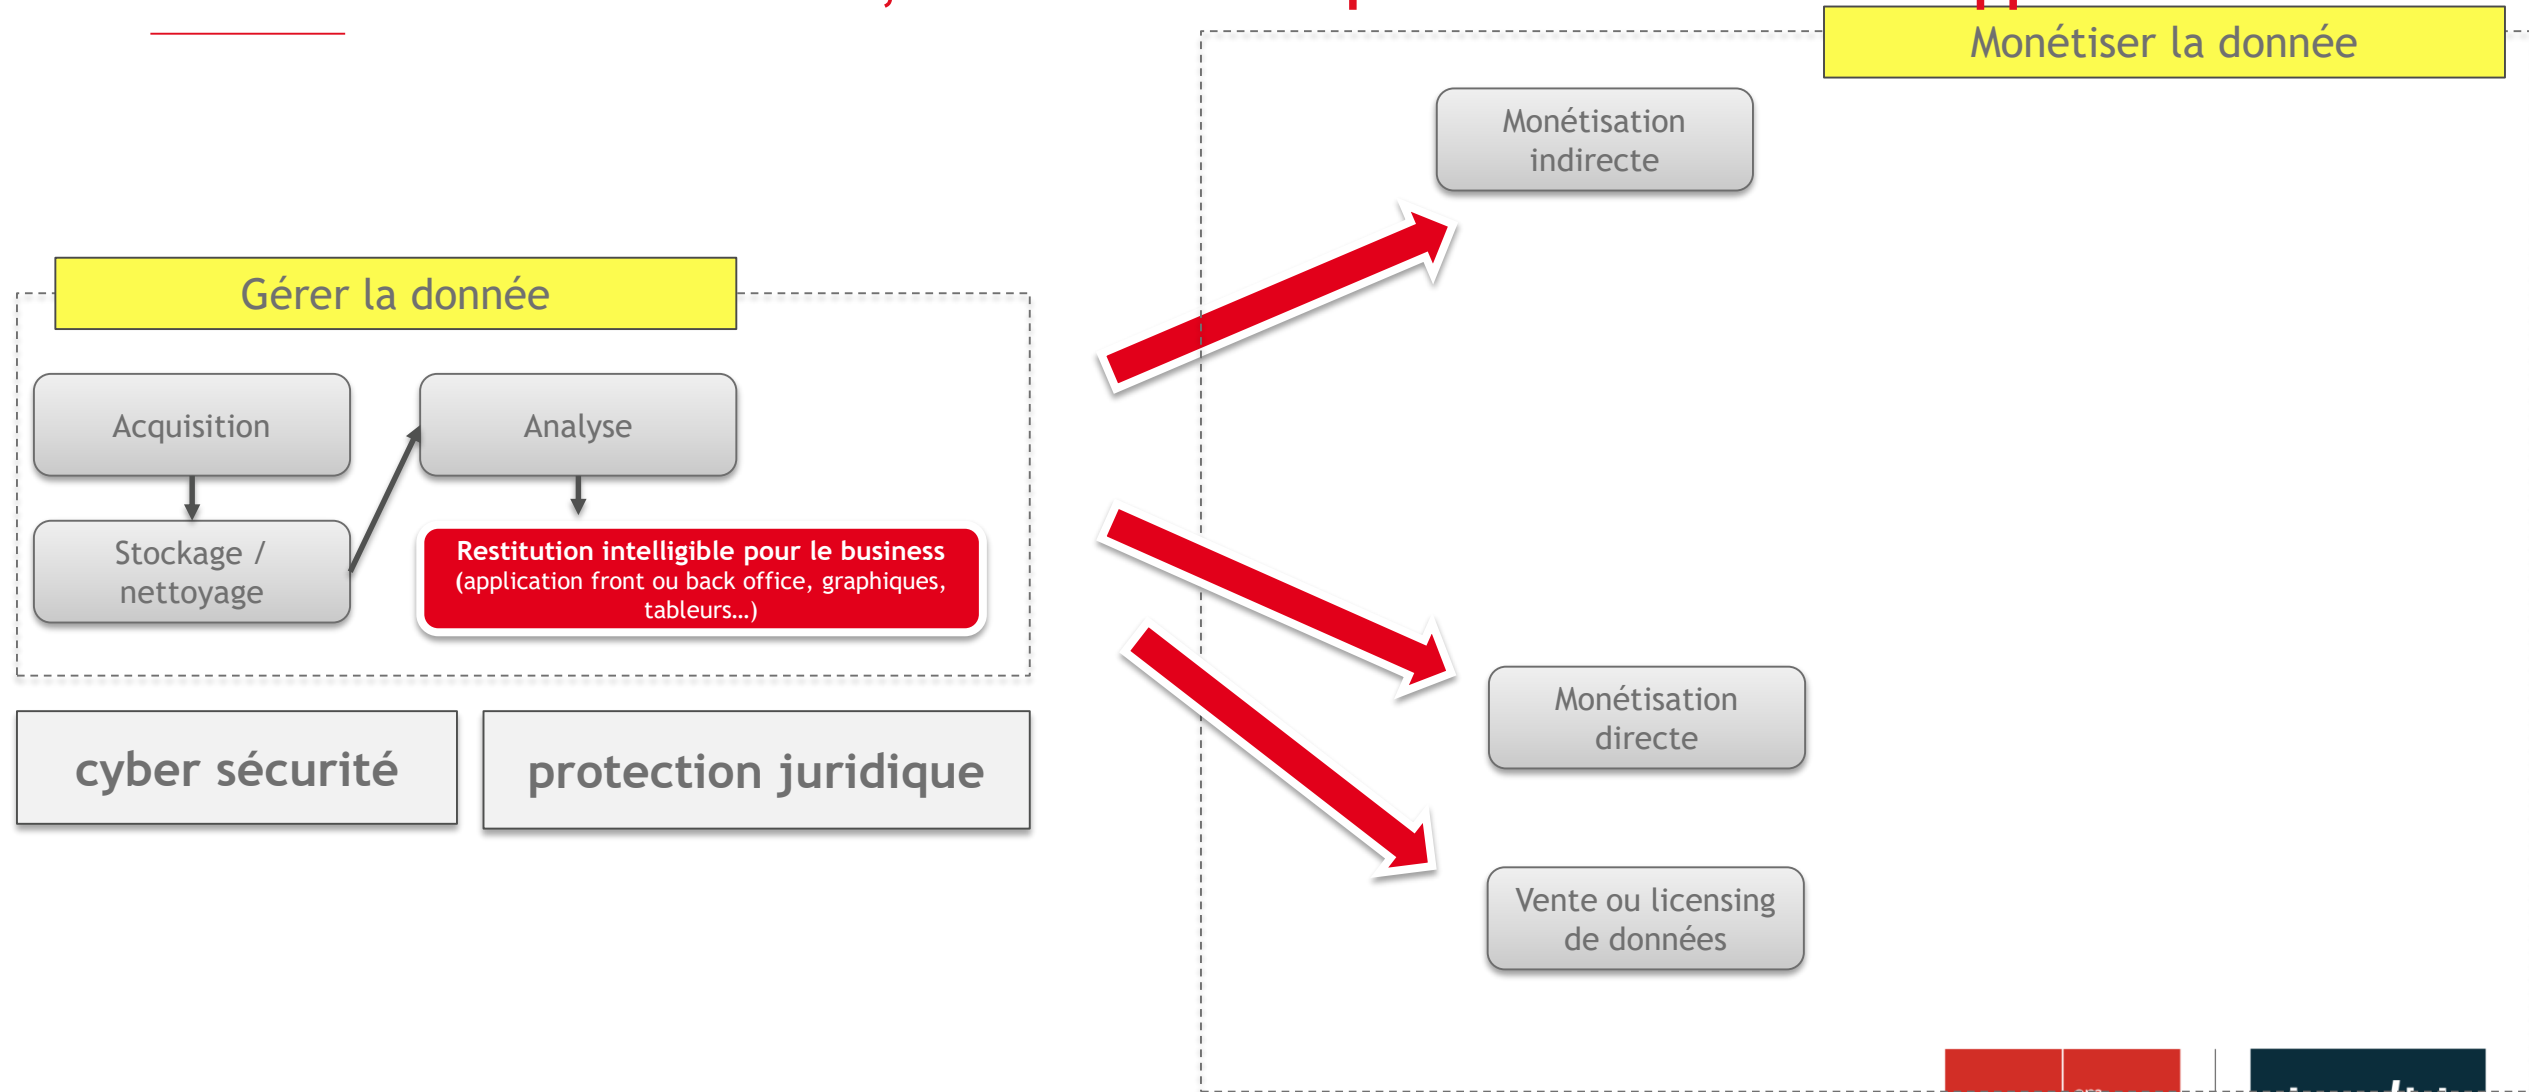 Monétiser la donnée
Monétisation
indirecte
Gérer la donnée
Acquisition
Analyse
Stockage /
nettoyage
Restitution intelligible pour le business
(application front ou back office, graphiques,
tableurs…)
cyber sécurité
protection juridique
Monétisation
directe
Vente ou licensing
de données